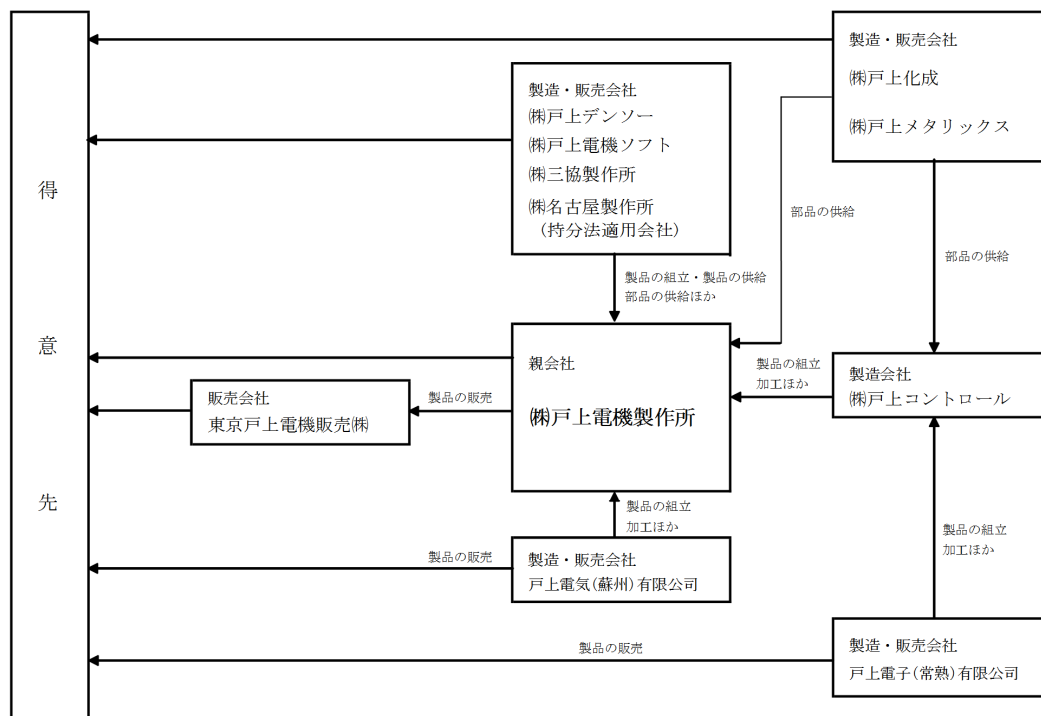 得
意
先
製造・販売会社
㈱戸上化成
㈱戸上メタリックス
製造・販売会社
㈱戸上デンソー
㈱戸上電機ソフト
㈱三協製作所
㈱名古屋製作所
（持分法適用会社）
部品の供給
部品の供給
製品の組立・製品の供給
部品の供給ほか
親会社
㈱戸上電機製作所
製品の組立
加工ほか
製造会社
㈱戸上コントロール
製品の販売
販売会社
東京戸上電機販売㈱
製品の組立
加工ほか
製品の販売
製造・販売会社
戸上電気(蘇州)有限公司
製品の組立
加工ほか
製品の販売
製造・販売会社
戸上電子(常熟)有限公司